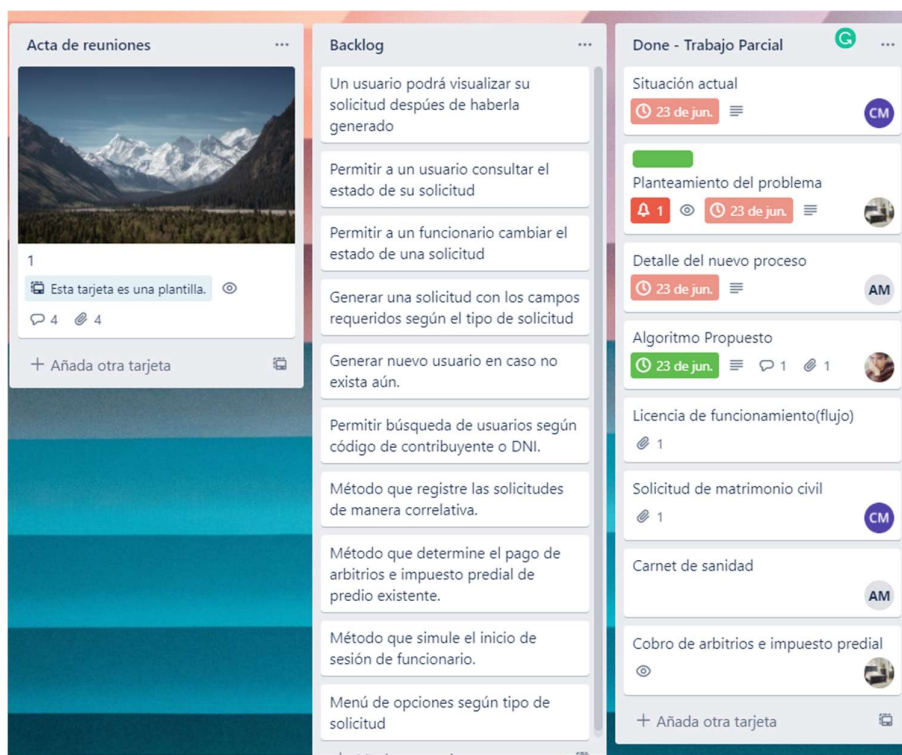 Acta de reuniones
1
Esta tarjeta es una plantilla.
4 4
+ Añada otra tarjeta
Backlog
Un usuario podrá visualizar su
solicitud despúes de haberla
generado
Permitir a un usuario consultar el
estado de su solicitud
Permitir a un funcionario cambiar el
estado de una solicitud
Generar una solicitud con los campos
requeridos según el tipo de solicitud
Generar nuevo usuario en caso no
exista aún.
Permitir búsqueda de usuarios según
código de contribuyente o DNI.
Método que registre las solicitudes
de manera correlativa.
Método que determine el pago de
arbitrios e impuesto predial de
predio existente.
Método que simule el inicio de
sesión de funcionario.
Menú de opciones según tipo de
solicitud
Done - Trabajo Parcial
Situación actual
23 de jun.
CM
Planteamiento del problema
1 23 de jun.
Detalle del nuevo proceso
23 de jun.
AM
Algoritmo Propuesto
23 de jun. 1 1
Licencia de funcionamiento(flujo)
1
Solicitud de matrimonio civil
1
CM
Carnet de sanidad
AM
Cobro de arbitrios e impuesto predial
+ Añada otra tarjeta